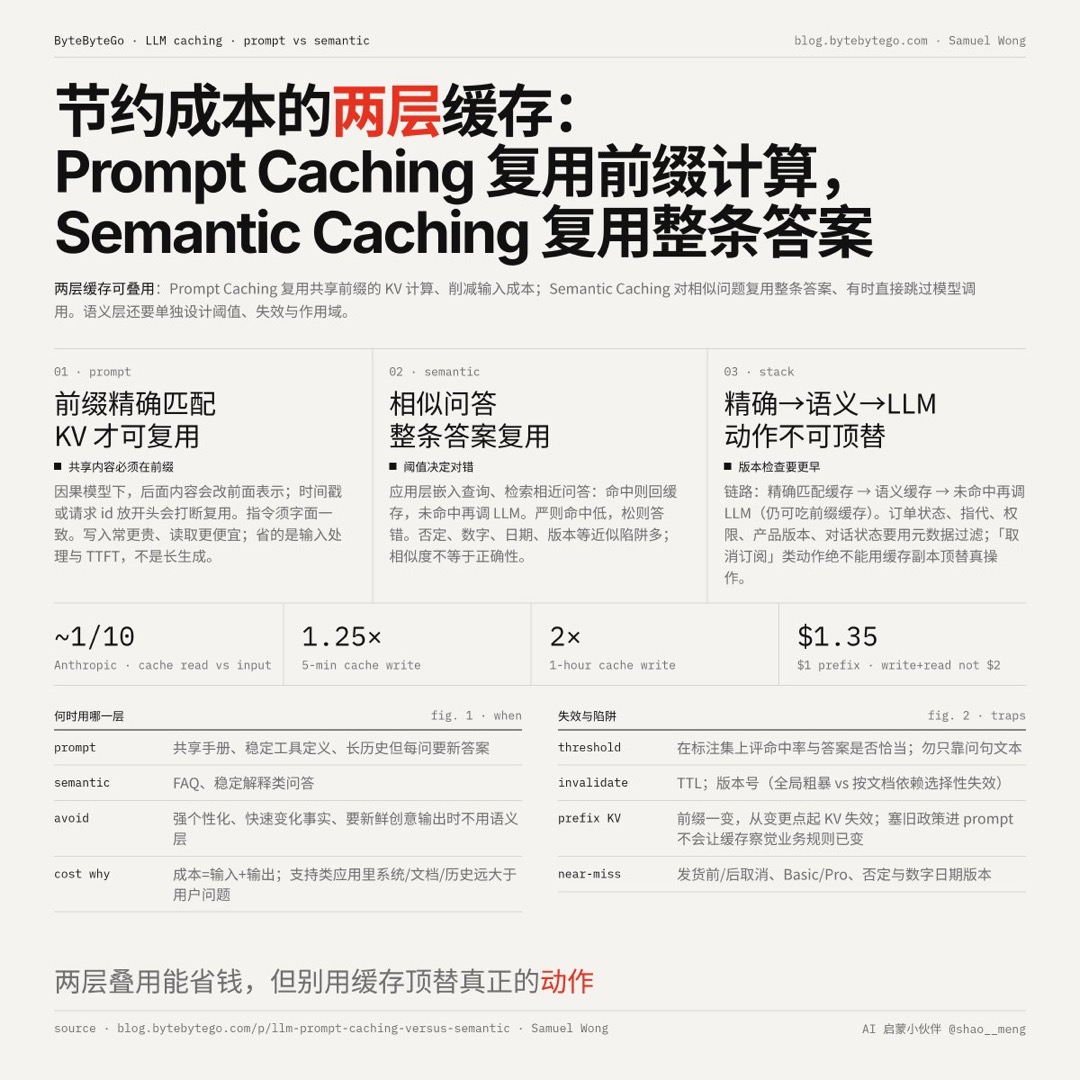 ByteByteGo · LLM caching · prompt vs semantic
blog.bytebytego.com · Samuel Wong
节约成本的两层缓存：
Prompt Caching 复用前缀计算，
Semantic Caching 复用整条答案
两层缓存可叠用：Prompt Caching 复用共享前缀的 KV 计算、削减输入成本；Semantic Caching 对相似问题复用整条答案、有时直接跳过模型调
用。语义层还要单独设计阈值、失效与作用域。
01 · prompt
前缀精确匹配
KV 才可复用
■ 共享内容必须在前缀
因果模型下，后面内容会改前面表示；时间戳
或请求 id 放开头会打断复用。指令须字面一
致。写入常更贵、读取更便宜；省的是输入处
理与 TTFT，不是长生成。
02 · semantic
相似问答
整条答案复用
■ 阈值决定对错
应用层嵌入查询、检索相近问答：命中则回缓
存，未命中再调 LLM。严则命中低，松则答
错。否定、数字、日期、版本等近似陷阱多；
相似度不等于正确性。
03 · stack
精确→语义→LLM
动作不可顶替
■ 版本检查要更早
链路：精确匹配缓存 → 语义缓存 → 未命中再调
LLM（仍可吃前缀缓存）。订单状态、指代、权
限、产品版本、对话状态要用元数据过滤；「取
消订阅」类动作绝不能用缓存副本顶替真操
作。
~1/10
Anthropic · cache read vs input
1.25×
5-min cache write
2×
1-hour cache write
$1.35
$1 prefix · write+read not $2
何时用哪一层
fig. 1 · when
prompt
共享手册、稳定工具定义、长历史但每问要新答案
semantic
FAQ、稳定解释类问答
avoid
强个性化、快速变化事实、要新鲜创意输出时不用语义
层
cost why
成本=输入+输出；支持类应用里系统/文档/历史远大于
用户问题
失效与陷阱
fig. 2 · traps
threshold
在标注集上评命中率与答案是否恰当；勿只靠问句文本
invalidate
TTL；版本号（全局粗暴 vs 按文档依赖选择性失效）
prefix KV
前缀一变，从变更点起 KV 失效；塞旧政策进 prompt
不会让缓存察觉业务规则已变
near-miss
发货前/后取消、Basic/Pro、否定与数字日期版本
两层叠用能省钱，但别用缓存顶替真正的动作
source · blog.bytebytego.com/p/llm-prompt-caching-versus-semantic · Samuel Wong
AI 启蒙小伙伴 @shao__meng